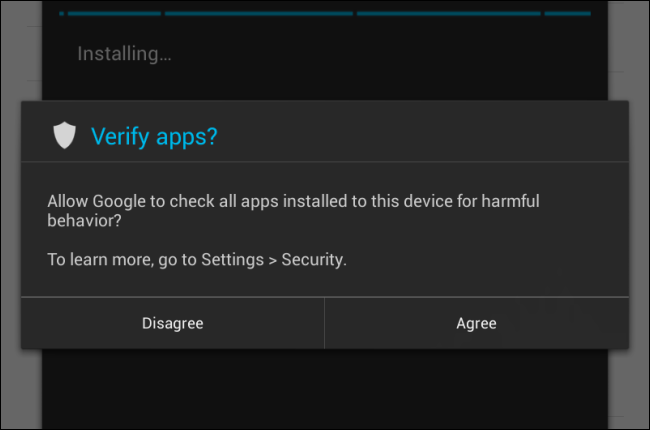 Installing...
Verify apps?
Allow Google to check all apps installed to this device for harmful
behavior?
To learn more, go to Settings > Security.
Disagree
Agree